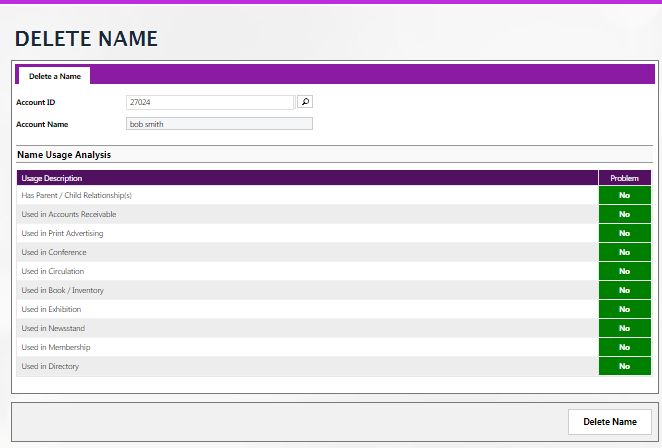 DELETE NAME
Delete a Name
Account ID 27024
Account Name bob smith
Name Usage Analysis
Usage Description Problem
Has Parent / Child Relationship(s) No
Used in Accounts Receivable No
Used in Print Advertising No
Used in Conference No
Used in Circulation No
Used in Book / Inventory No
Used in Exhibition No
Used in Newsstand No
Used in Membership No
Used in Directory No
Delete Name